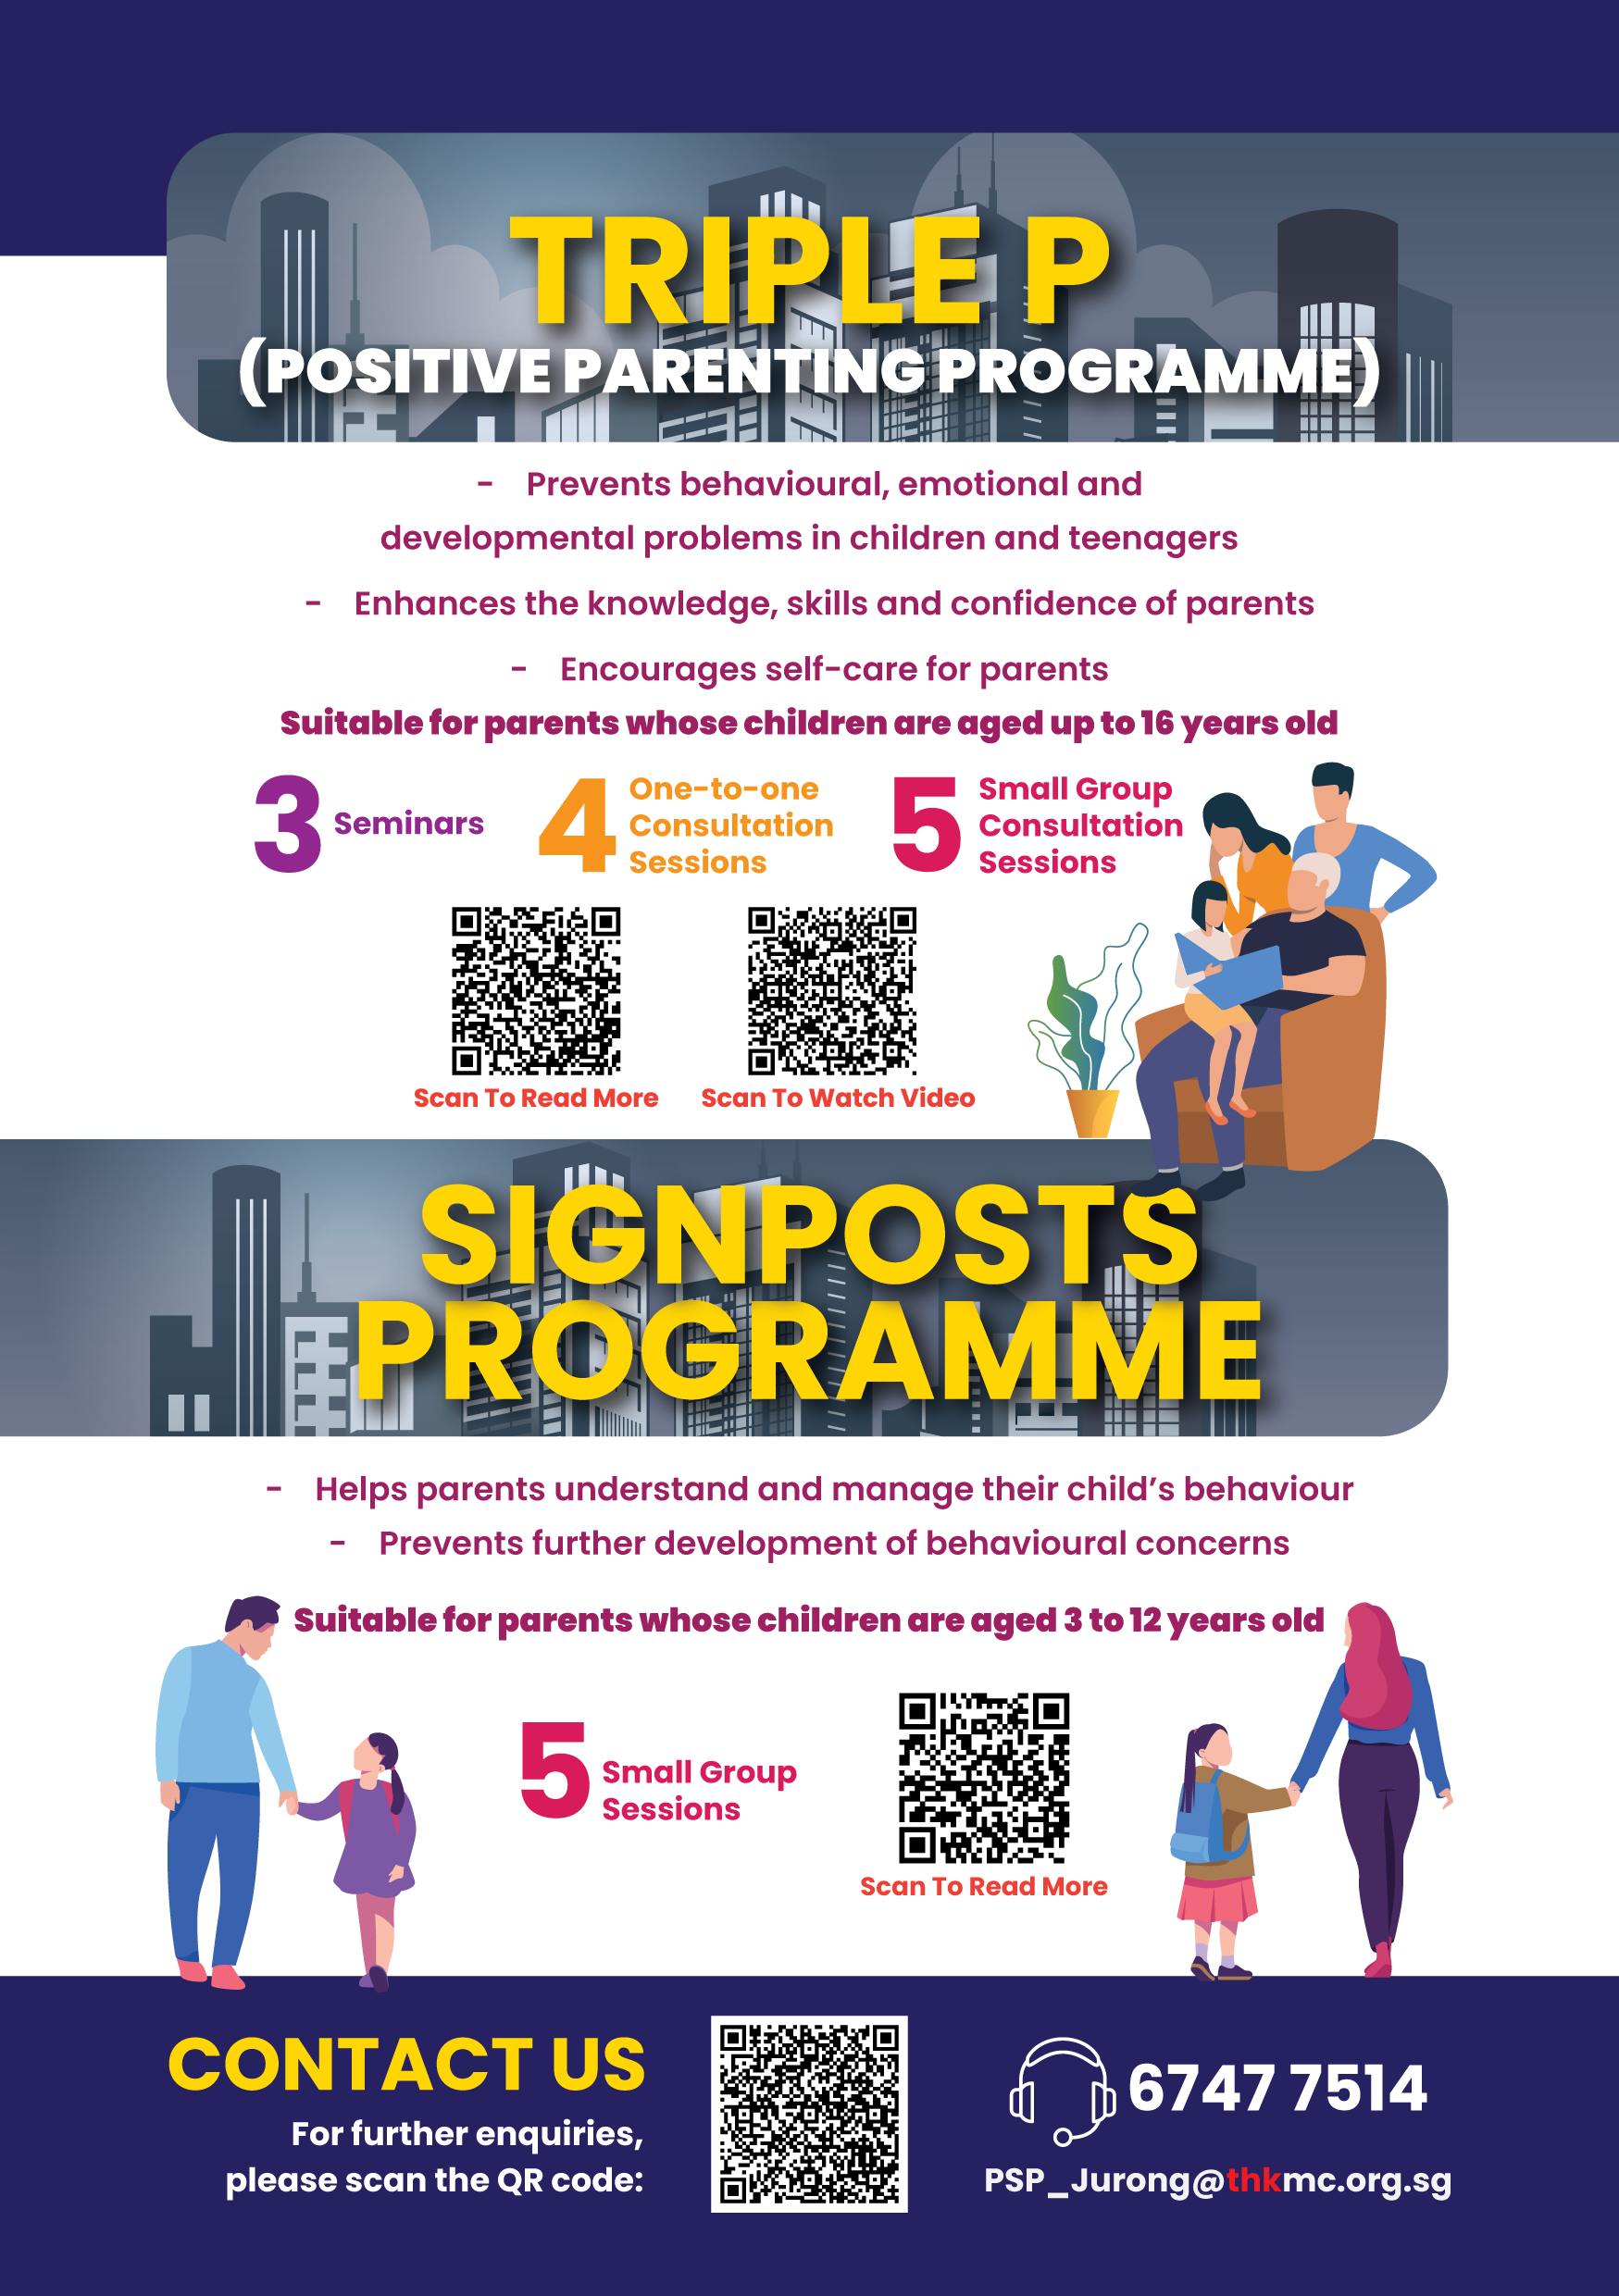 TRIPLE P
(POSITIVE PARENTING PROGRAMME)
- Prevents behavioural, emotional and
developmental problems in children and teenagers
- Enhances the knowledge, skills and confidence of parents
- Encourages self-care for parents
Suitable for parents whose children are aged up to 16 years old
3 Seminars
4 One-to-one
Consultation
Sessions
5 Small Group
Consultation
Sessions
Scan To Read More
Scan To Watch Video
SIGNPOSTS
PROGRAMME
- Helps parents understand and manage their child’s behaviour
- Prevents further development of behavioural concerns
Suitable for parents whose children are aged 3 to 12 years old
5 Small Group
Sessions
Scan To Read More
CONTACT US
For further enquiries,
please scan the QR code:
6747 7514
PSP_Jurong@thkmc.org.sg